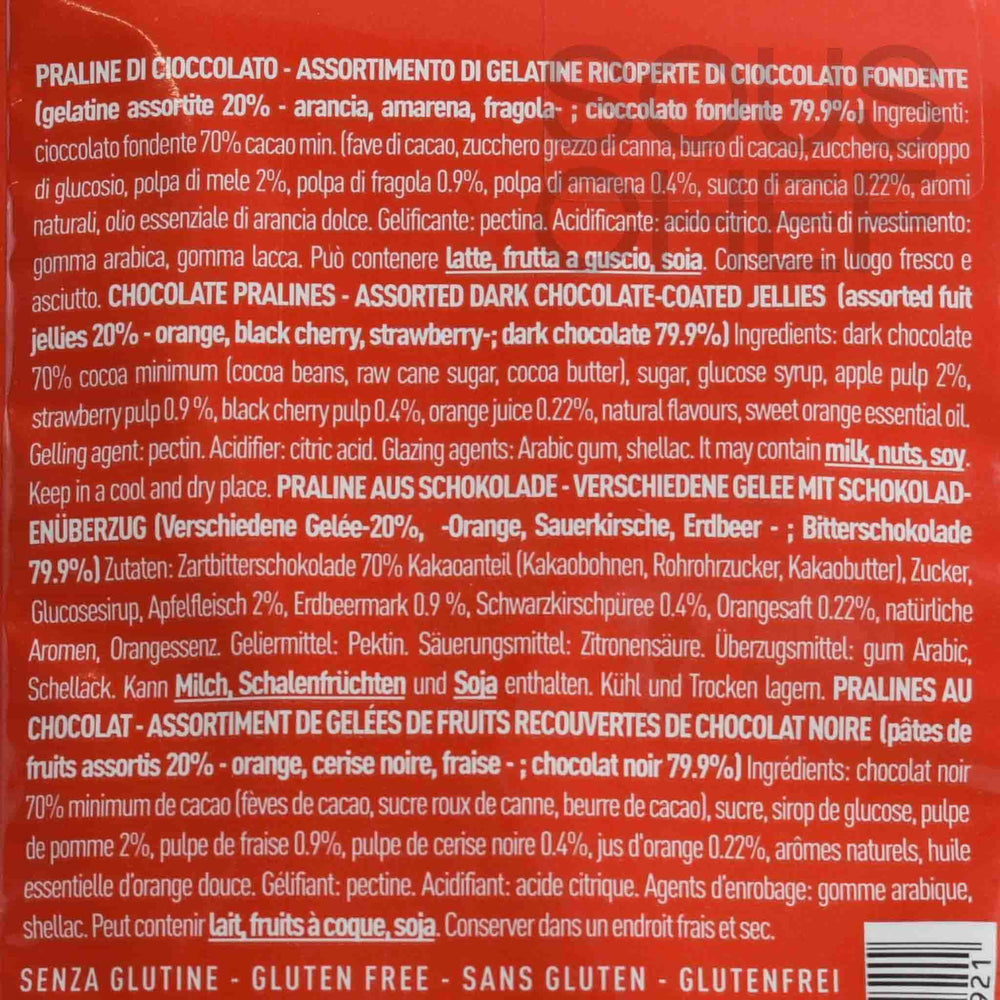 PRALINE DI CIOCCOLATO - ASSORTIMENTO DI GELATINE RICOPERTE DI CIOCCOLATO FONDENTE
(gelatine assortite 20% - arancia, amarena, fragola- ; cioccolato fondente 79.9%) Ingredienti:
cioccolato fondente 70% cacao min. (fave di cacao, zucchero grezzo di canna, burro di cacao), zucchero, sciroppo
di glucosio, polpa di mele 2%, polpa di fragola 0.9%, polpa di amarena 0.4%, succo di arancia 0.22%, aromi
naturali, olio essenziale di arancia dolce. Gelificante: pectina. Acidificante: acido citrico. Agenti di rivestimento:
gomma arabica, gomma lacca. Può contenere latte, frutta a guscio, soia. Conservare in luogo fresco e
asciutto. CHOCOLATE PRALINES - ASSORTED DARK CHOCOLATE-COATED JELLIES (assorted fuit
jellies 20% - orange, black cherry, strawberry-; dark chocolate 79.9%) Ingredients: dark chocolate
70% cocoa minimum (cocoa beans, raw cane sugar, cocoa butter), sugar, glucose syrup, apple pulp 2%,
strawberry pulp 0.9 %, black cherry pulp 0.4%, orange juice 0.22%, natural flavours, sweet orange essential oil.
Gelling agent: pectin. Acidifier: citric acid. Glazing agents: Arabic gum, shellac. It may contain milk, nuts, soy.
Keep in a cool and dry place. PRALINE AUS SCHOKOLADE - VERSCHIEDENE GELEE MIT SCHOKOLAD-
ENÜBERZUG (Verschiedene Gelée-20%, -Orange, Sauerkirsche, Erdbeer - ; Bitterschokolade
79.9%) Zutaten: Zartbitterschokolade 70% Kakaoanteil (Kakaobohnen, Rohrohrzucker, Kakaobutter), Zucker,
Glucosesirup, Apfelfleisch 2%, Erdbeermark 0.9 %, Schwarzkirschpüree 0.4%, Orangesaft 0.22%, natürliche
Aromen, Orangessenz. Geliermittel: Pektin. Säuerungsmittel: Zitronensäure. Überzugsmittel: gum Arabic,
Schellack. Kann Milch, Schalenfrüchten und Soja enthalten. Kühl und Trocken lagern. PRALINES AU
CHOCOLAT - ASSORTIMENT DE GELÉES DE FRUITS RECOUVERTES DE CHOCOLAT NOIRE (pâtes de
fruits assortis 20% - orange, cerise noire, fraise - ; chocolat noir 79.9%) Ingrédients: chocolat noir
70% minimum de cacao (fèves de cacao, sucre roux de canne, beurre de cacao), sucre, sirop de glucose, pulpe
de pomme 2%, pulpe de fraise 0.9%, pulpe de cerise noire 0.4%, jus d'orange 0.22%, arômes naturels, huile
essentielle d'orange douce. Gélifiant: pectine. Acidifiant: acide citrique. Agents d'enrobage: gomme arabique,
shellac. Peut contenir lait, fruits à coque, soja. Conserver dans un endroit frais et sec.
SENZA GLUTINE - GLUTEN FREE - SANS GLUTEN - GLUTENFREI
SOUS
CHEF